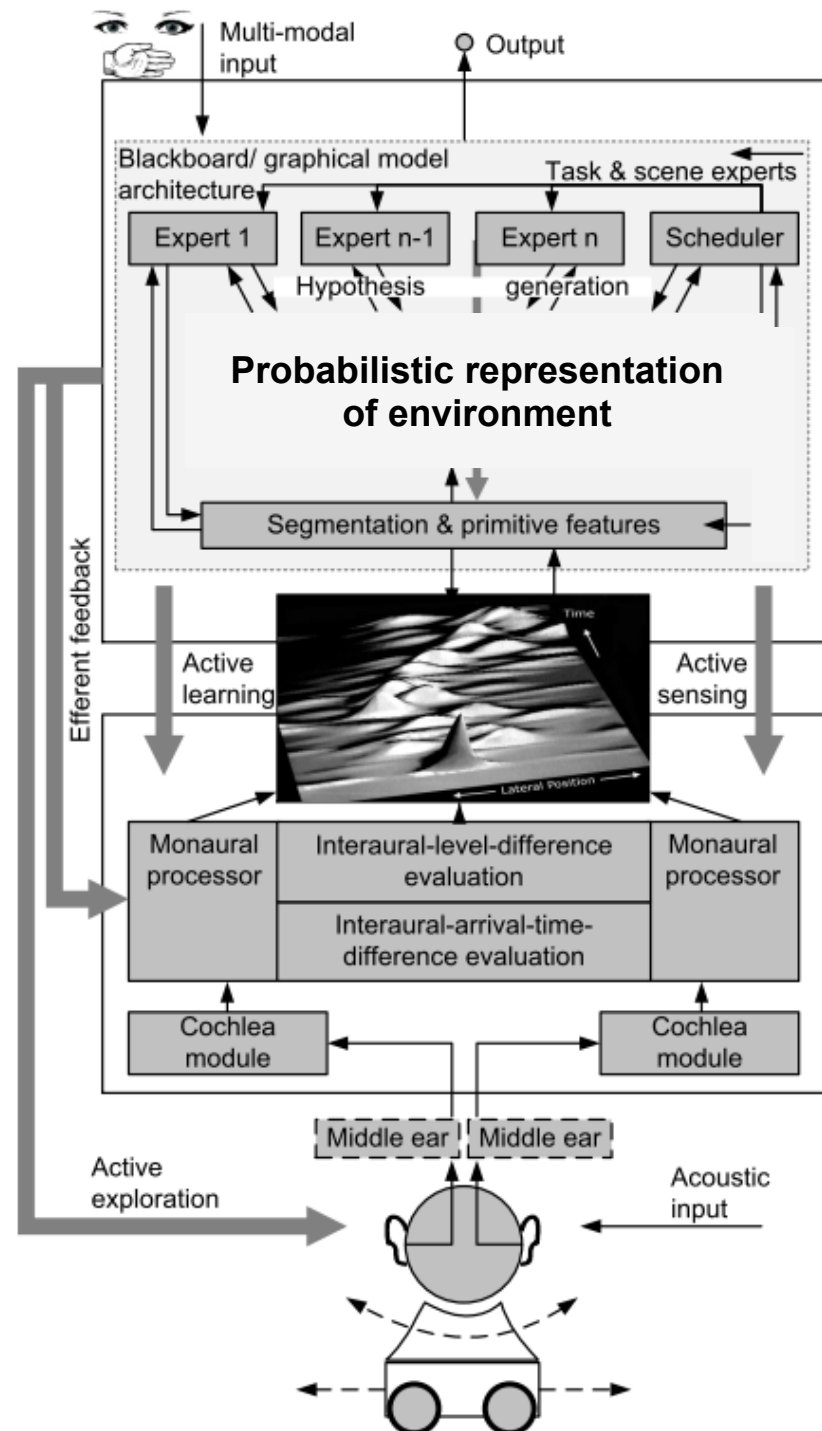 Multi-modal
input
Output
Blackboard/ graphical model
architecture
Task & scene experts
Expert 1
Expert n-1
Expert n
Scheduler
Hypothesis
generation
Probabilistic representation
of environment
Segmentation & primitive features
Efferent feedback
Active
learning
Time
Lateral Position
Active
sensing
Monaural
processor
Interaural-level-difference
evaluation
Interaural-arrival-time-
difference evaluation
Monaural
processor
Cochlea
module
Cochlea
module
Middle ear
Middle ear
Active
exploration
Acoustic
input